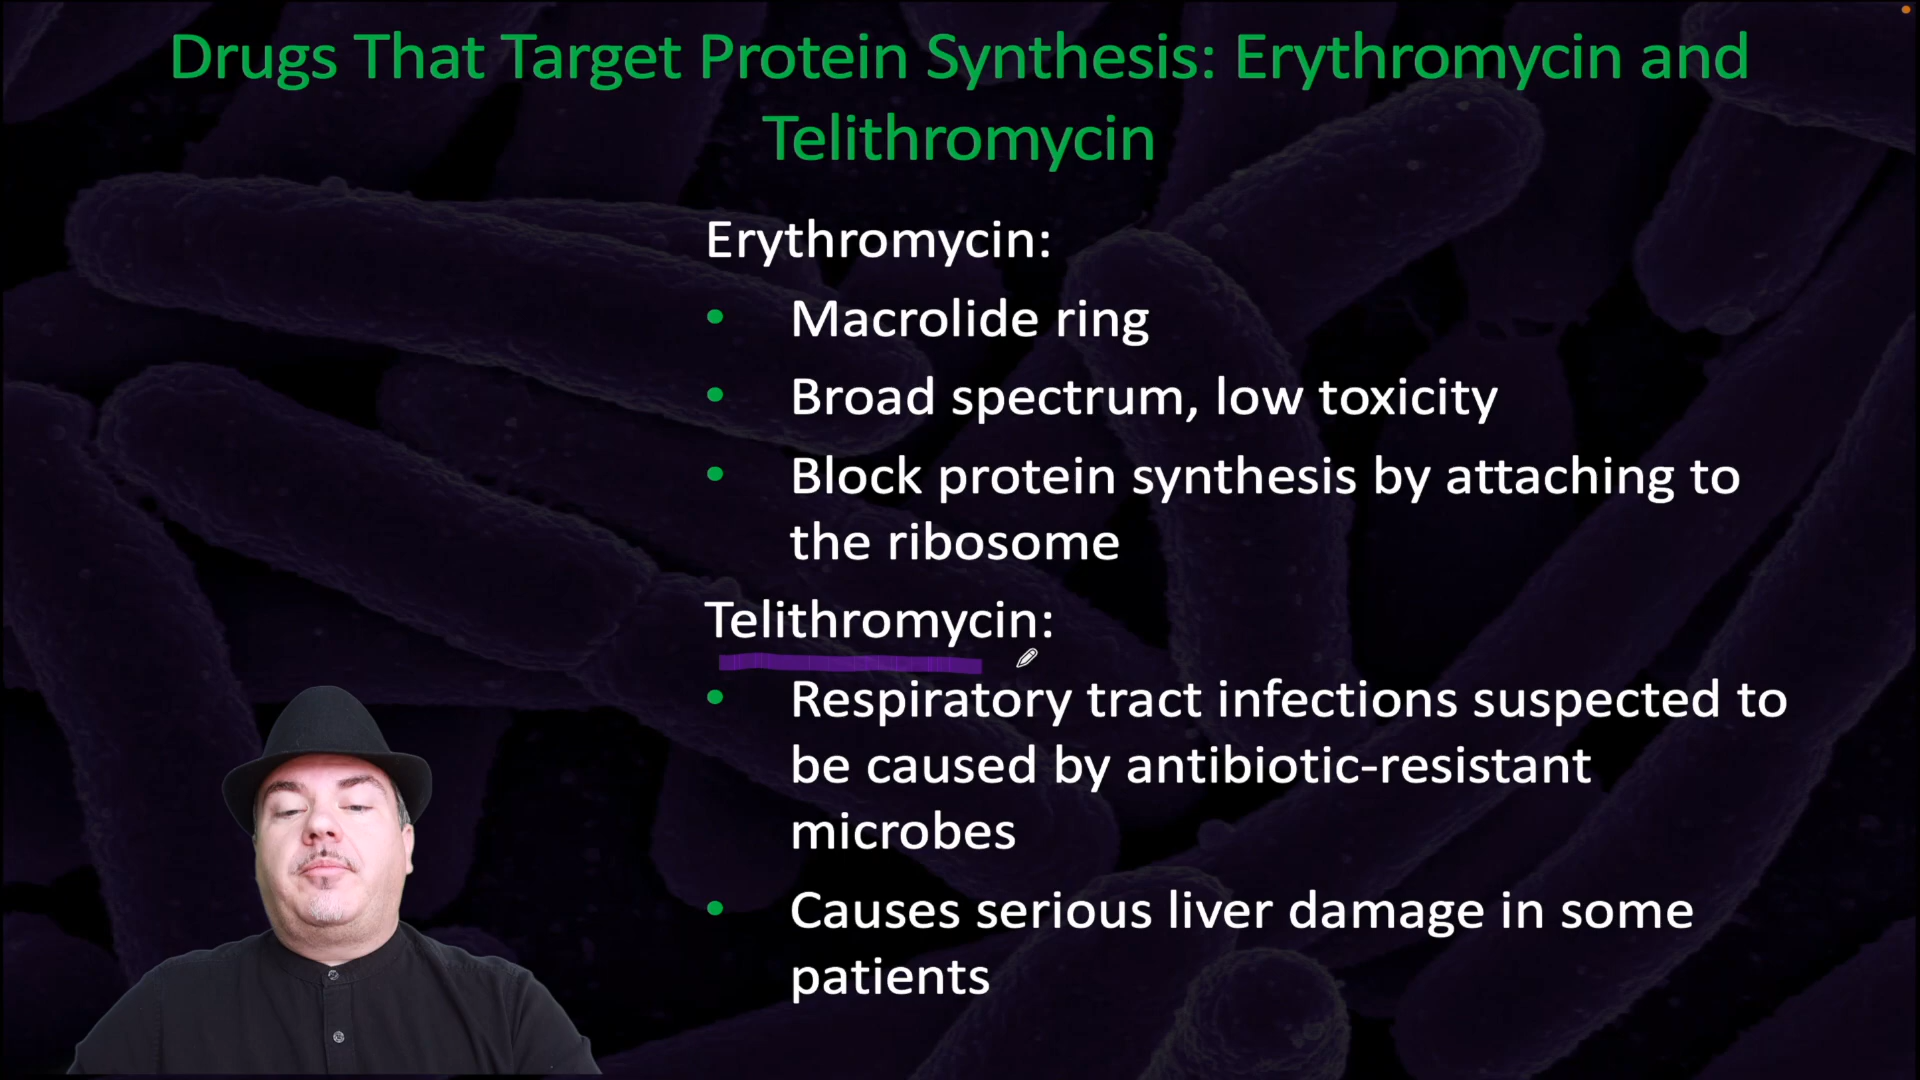 Drugs That Target Protein Synthesis: Erythromycin and
Telithromycin
Erythromycin:
• Macrolide ring
• Broad spectrum, low toxicity
• Block protein synthesis by attaching to
the ribosome
Telithromycin:
• Respiratory tract infections suspected to
be caused by antibiotic-resistant
microbes
• Causes serious liver damage in some
patients